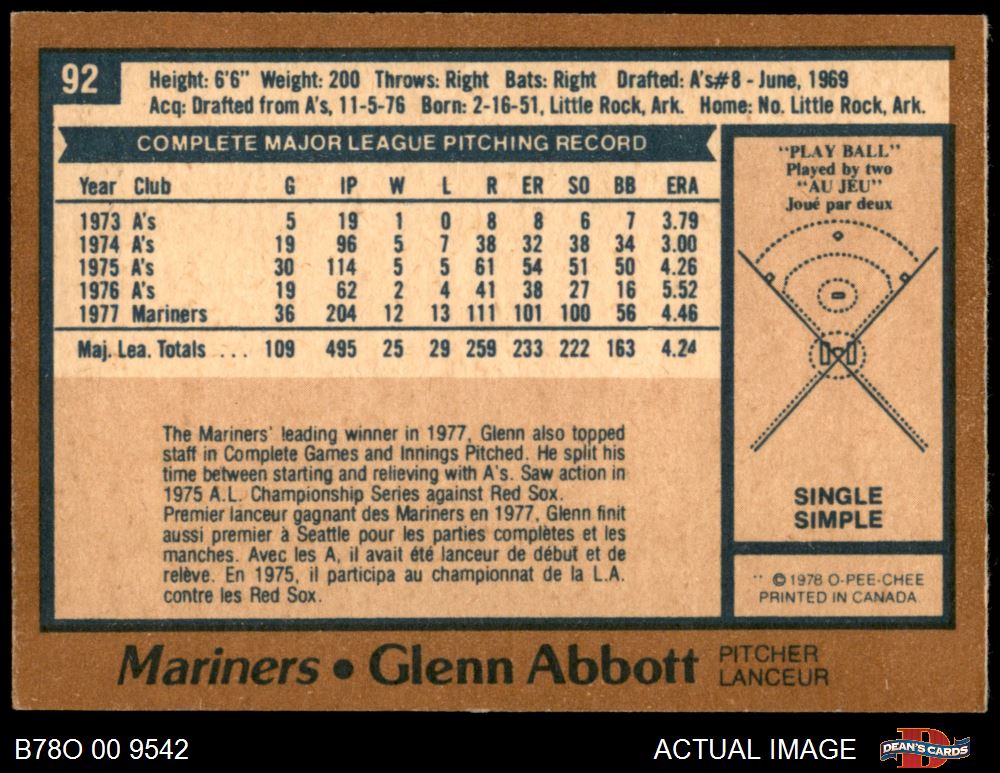 92
Height: 6'6" Weight: 200 Throws: Right Bats: Right Drafted: A's#8 - June, 1969
Acq: Drafted from A's, 11-5-76 Born: 2-16-51, Little Rock, Ark. Home: No. Little Rock, Ark.
COMPLETE MAJOR LEAGUE PITCHING RECORD
Year Club G IP W L R ER SO BB ERA
1973 A's 5 19 1 0 8 8 6 7 3.79
1974 A's 19 96 5 7 38 32 38 34 3.00
1975 A's 30 114 5 5 61 54 51 50 4.26
1976 A's 19 62 2 4 41 38 27 16 5.52
1977 Mariners 36 204 12 13 111 101 100 56 4.46
Maj. Lea. Totals ... 109 495 25 29 259 233 222 163 4.24
The Mariners' leading winner in 1977, Glenn also topped
staff in Complete Games and Innings Pitched. He split his
time between starting and relieving with A's. Saw action in
1975 A.L. Championship Series against Red Sox.
Premier lanceur gagnant des Mariners en 1977, Glenn finit
aussi premier à Seattle pour les parties complètes et les
manches. Avec les A, il avait été lanceur de début et de
relève. En 1975, il participa au championnat de la L.A.
contre les Red Sox.
"PLAY BALL"
Played by two
"AU JEU"
Joué par deux
SINGLE
SIMPLE
© 1978 O-PEE-CHEE
PRINTED IN CANADA
Mariners • Glenn Abbott PITCHER
LANCEUR
B78O 00 9542
ACTUAL IMAGE
DEAN'S CARDS